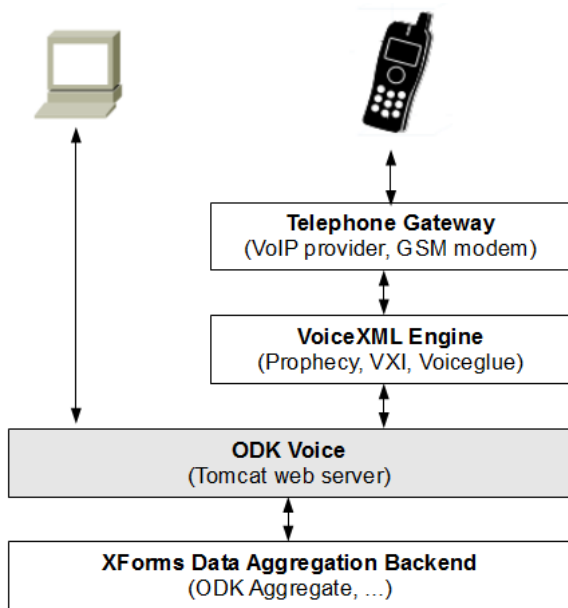 Telephone Gateway
(VoIP provider, GSM modem)
VoiceXML Engine
(Prophecy, VXI, Voiceglue)
ODK Voice
(Tomcat web server)
XForms Data Aggregation Backend
(ODK Aggregate, ...)